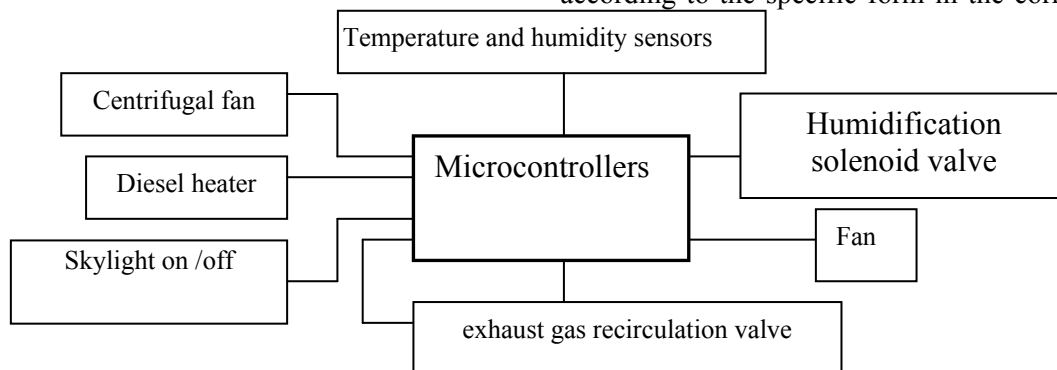 according to the specific form in the
Temperature and humidity sensors
Centrifugal fan
Humidification
solenoid valve
Microcontrollers
Diesel heater
Fan
Skylight on /off
exhaust gas recirculation valve